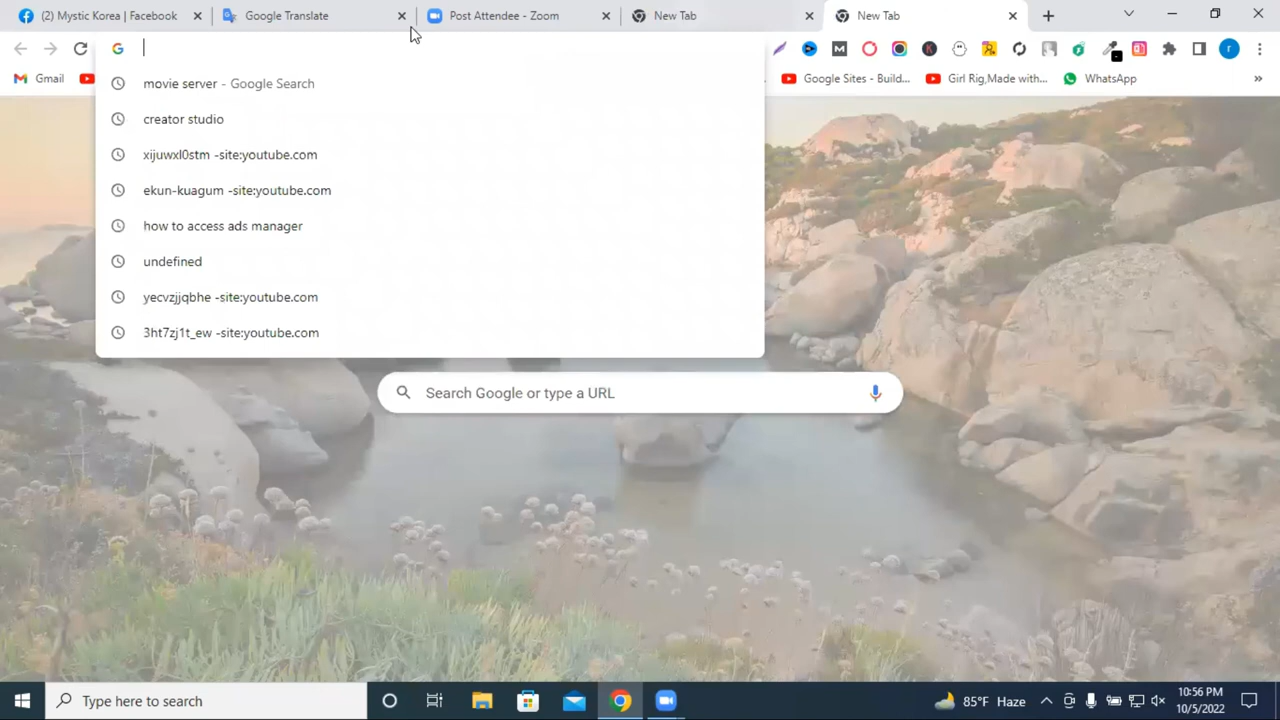 (2) Mystic Korea | Facebook
Google Translate
Post Attendee - Zoom
New Tab
New Tab
movie server - Google Search
creator studio
xijuwxl0stm -site:youtube.com
ekun-kuagum -site:youtube.com
how to access ads manager
undefined
yecvzjjqbhe -site:youtube.com
3ht7zj1t_ew -site:youtube.com
Gmail
Google Sites - Build...
Girl Rig,Made with...
WhatsApp
»
Search Google or type a URL
Type here to search
85°F Haze
10:56 PM
10/5/2022